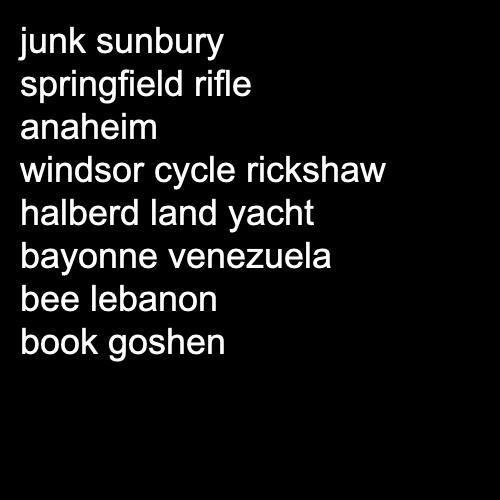 junk sunbury
springfield rifle
anaheim
windsor cycle rickshaw
halberd land yacht
bayonne venezuela
bee lebanon
book goshen